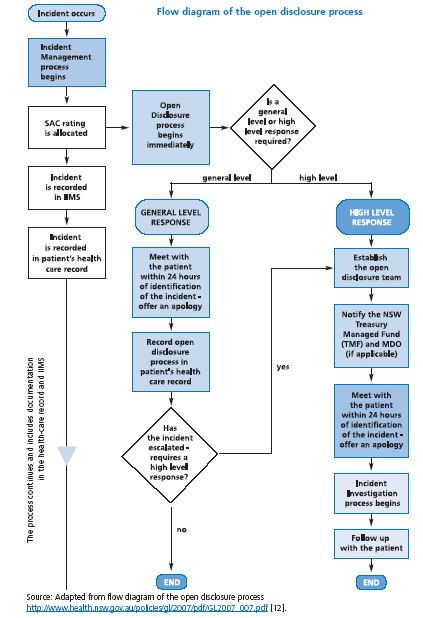 Flow diagram of the open disclosure process
Incident occurs
Incident
Management
process
begins
SAC rating
is allocated
Open
Disclosure
process
begins
immediately
Is a
general
level or high
level response
required?
Incident
is recorded
in IIMS
general level
high level
Incident
is recorded
in patient's health
care record
GENERAL LEVEL
RESPONSE
HIGH LEVEL
RESPONSE
Meet with
the patient
within 24 hours
of identification
of the incident -
offer an apology
Establish
the open
disclosure team
Record open
disclosure
process in
patient's health
care record
Notify the NSW
Treasury
Managed Fund
(TMF) and MDO
(if applicable)
yes
Has
the incident
escalated -
requires a
high level
response?
Meet with
the patient
within 24 hours
of identification
of the incident -
offer an apology
Incident
Investigation
process begins
no
Follow up
with the patient
END
END
The process continues and includes documentation
in the health-care record and IIMS
Source: Adapted from flow diagram of the open disclosure process
http://www.health.nsw.gov.au/policies/gl/2007/pdf/GL2007_007.pdf [12].